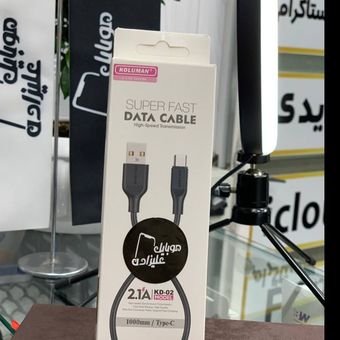 KOLUMAN
SUPER FAST
DATA CABLE
High-Speed Transmission
موبایل
علیزاده
موبایل
علیزاده
2.1A
KD-02
MODEL
1000mm / Type-C
ستاگرام
یدی
iclou